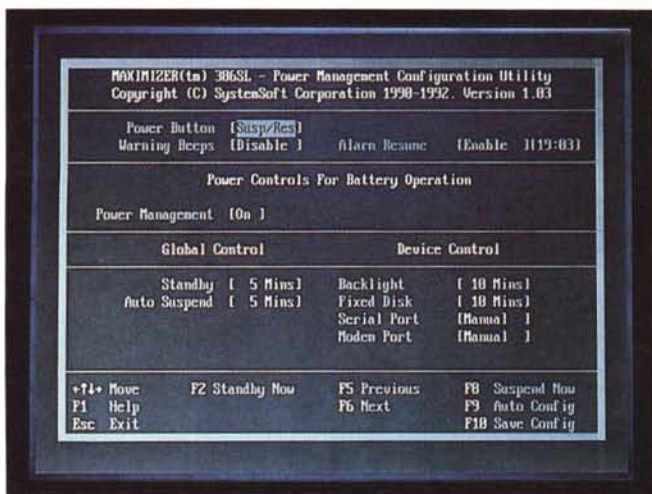 MAXIMIZER(tm) 386SL - Power Management Configuration Utility
Copyright (C) SystemSoft Corporation 1990-1992. Version 1.03
Power Button [Susp/Res]
Warning Beeps [Disable ] Alarm Resume [Enable ][19:03]
Power Controls For Battery Operation
Power Management [On ]
Global Control Device Control
Standby [ 5 Mins] Backlight [ 10 Mins]
Auto Suspend [ 5 Mins] Fixed Disk [ 10 Mins]
Serial Port [Manual ]
Modem Port [Manual ]
←↑↓→ Move F2 Standby Now F5 Previous F8 Suspend Now
F1 Help F6 Next F9 Auto Config
Esc Exit F10 Save Config